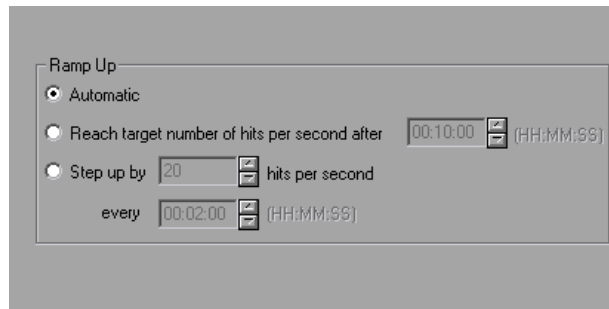 Ramp Up
Automatic
Reach target number of hits per second after 00:10:00 (HH:MM:SS)
Step up by 20 hits per second
every 00:02:00 (HH:MM:SS)